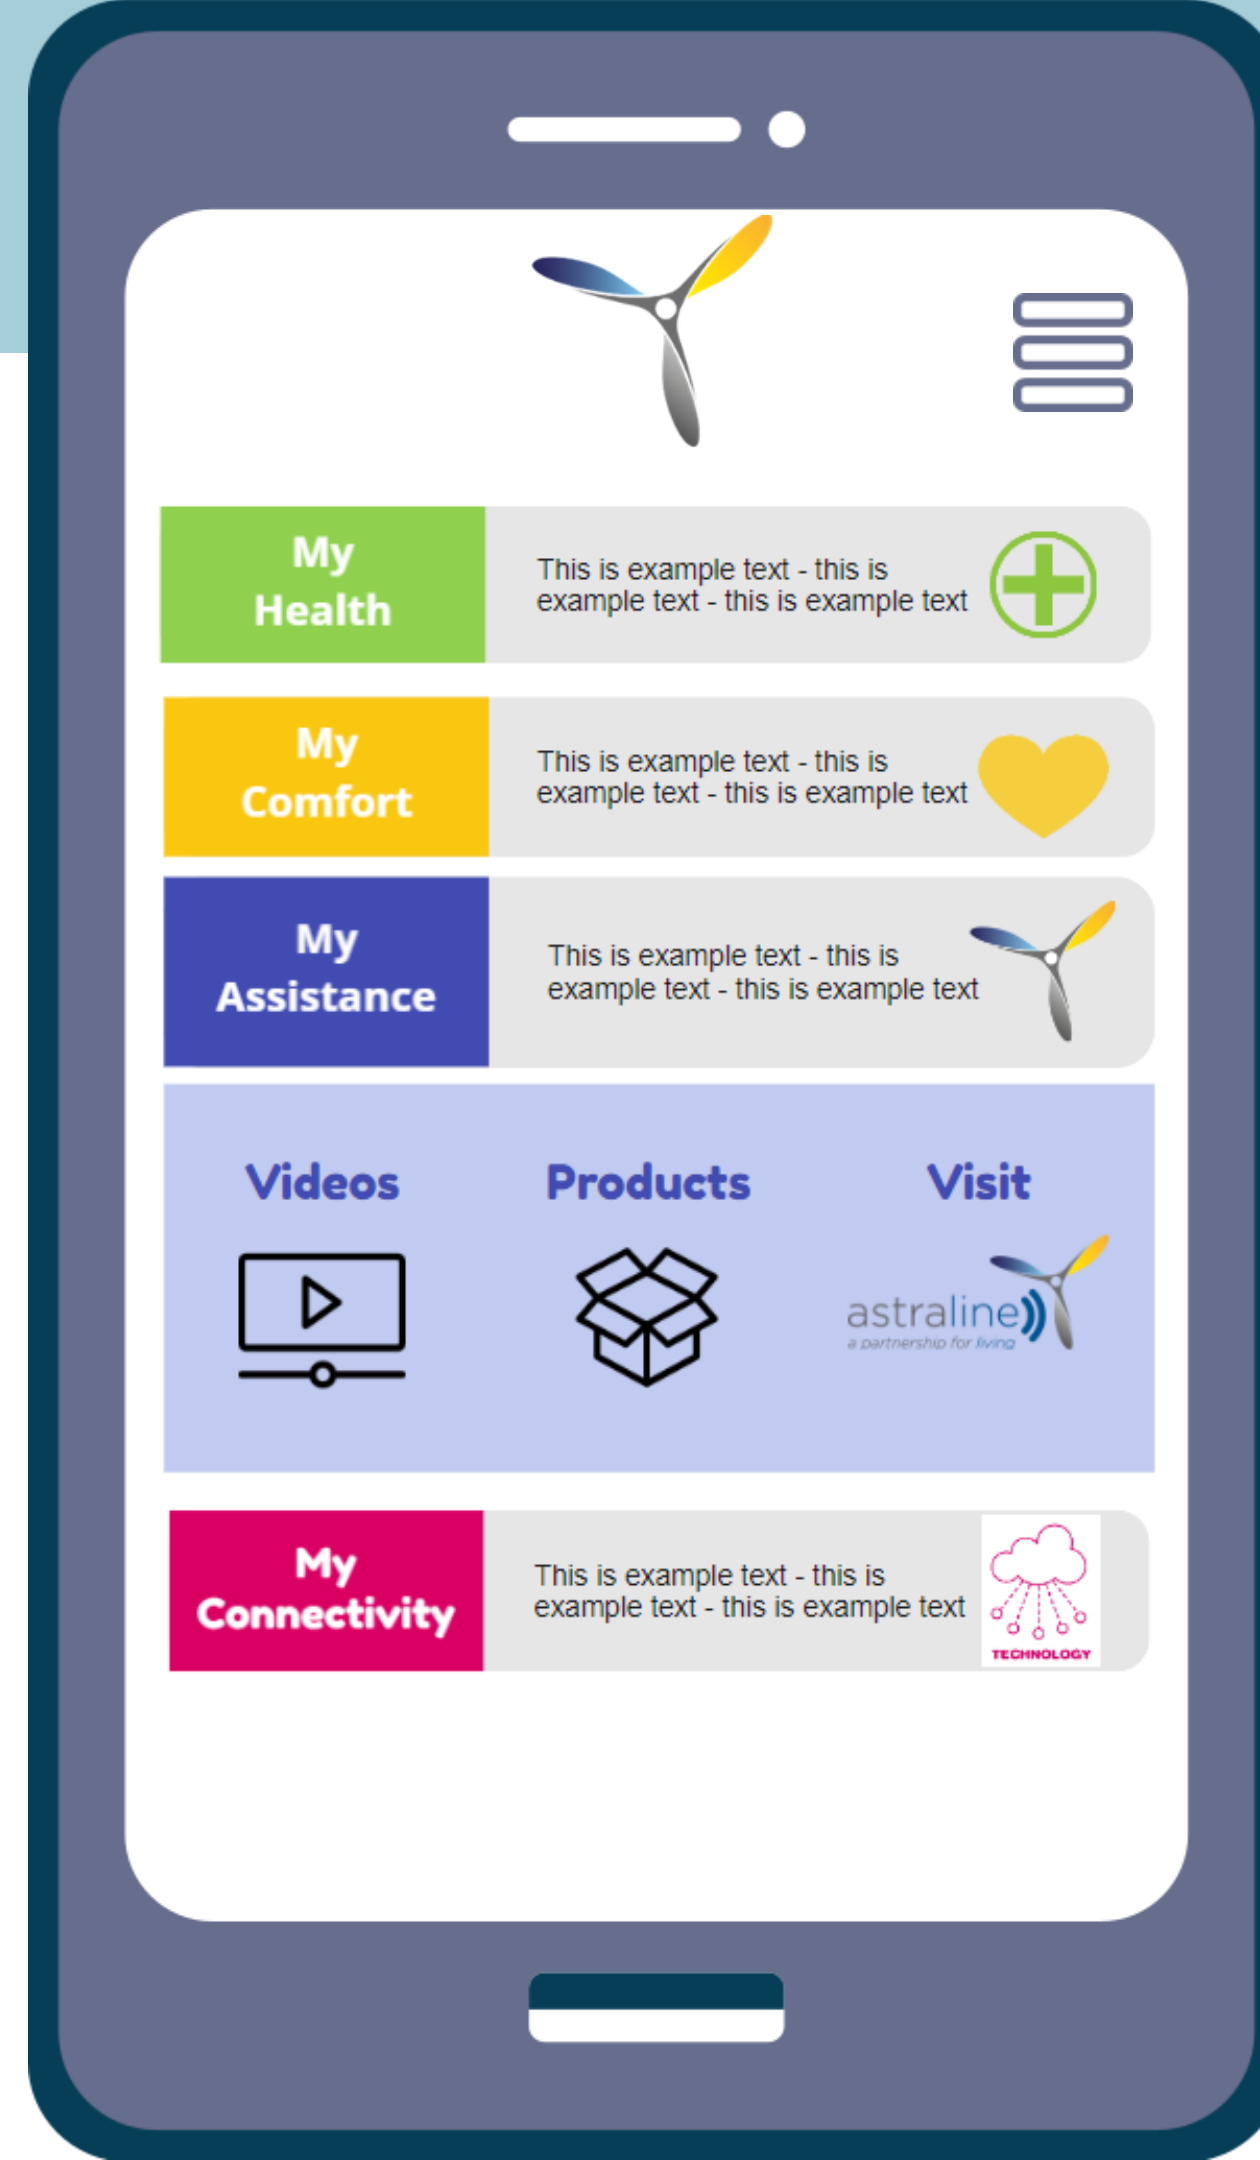 My
Health
This is example text - this is
example text - this is example text
My
Comfort
This is example text - this is
example text - this is example text
My
Assistance
This is example text - this is
example text - this is example text
Videos
Products
Visit
astraline
a partnership for living
My
Connectivity
This is example text - this is
example text - this is example text
TECHNOLOGY